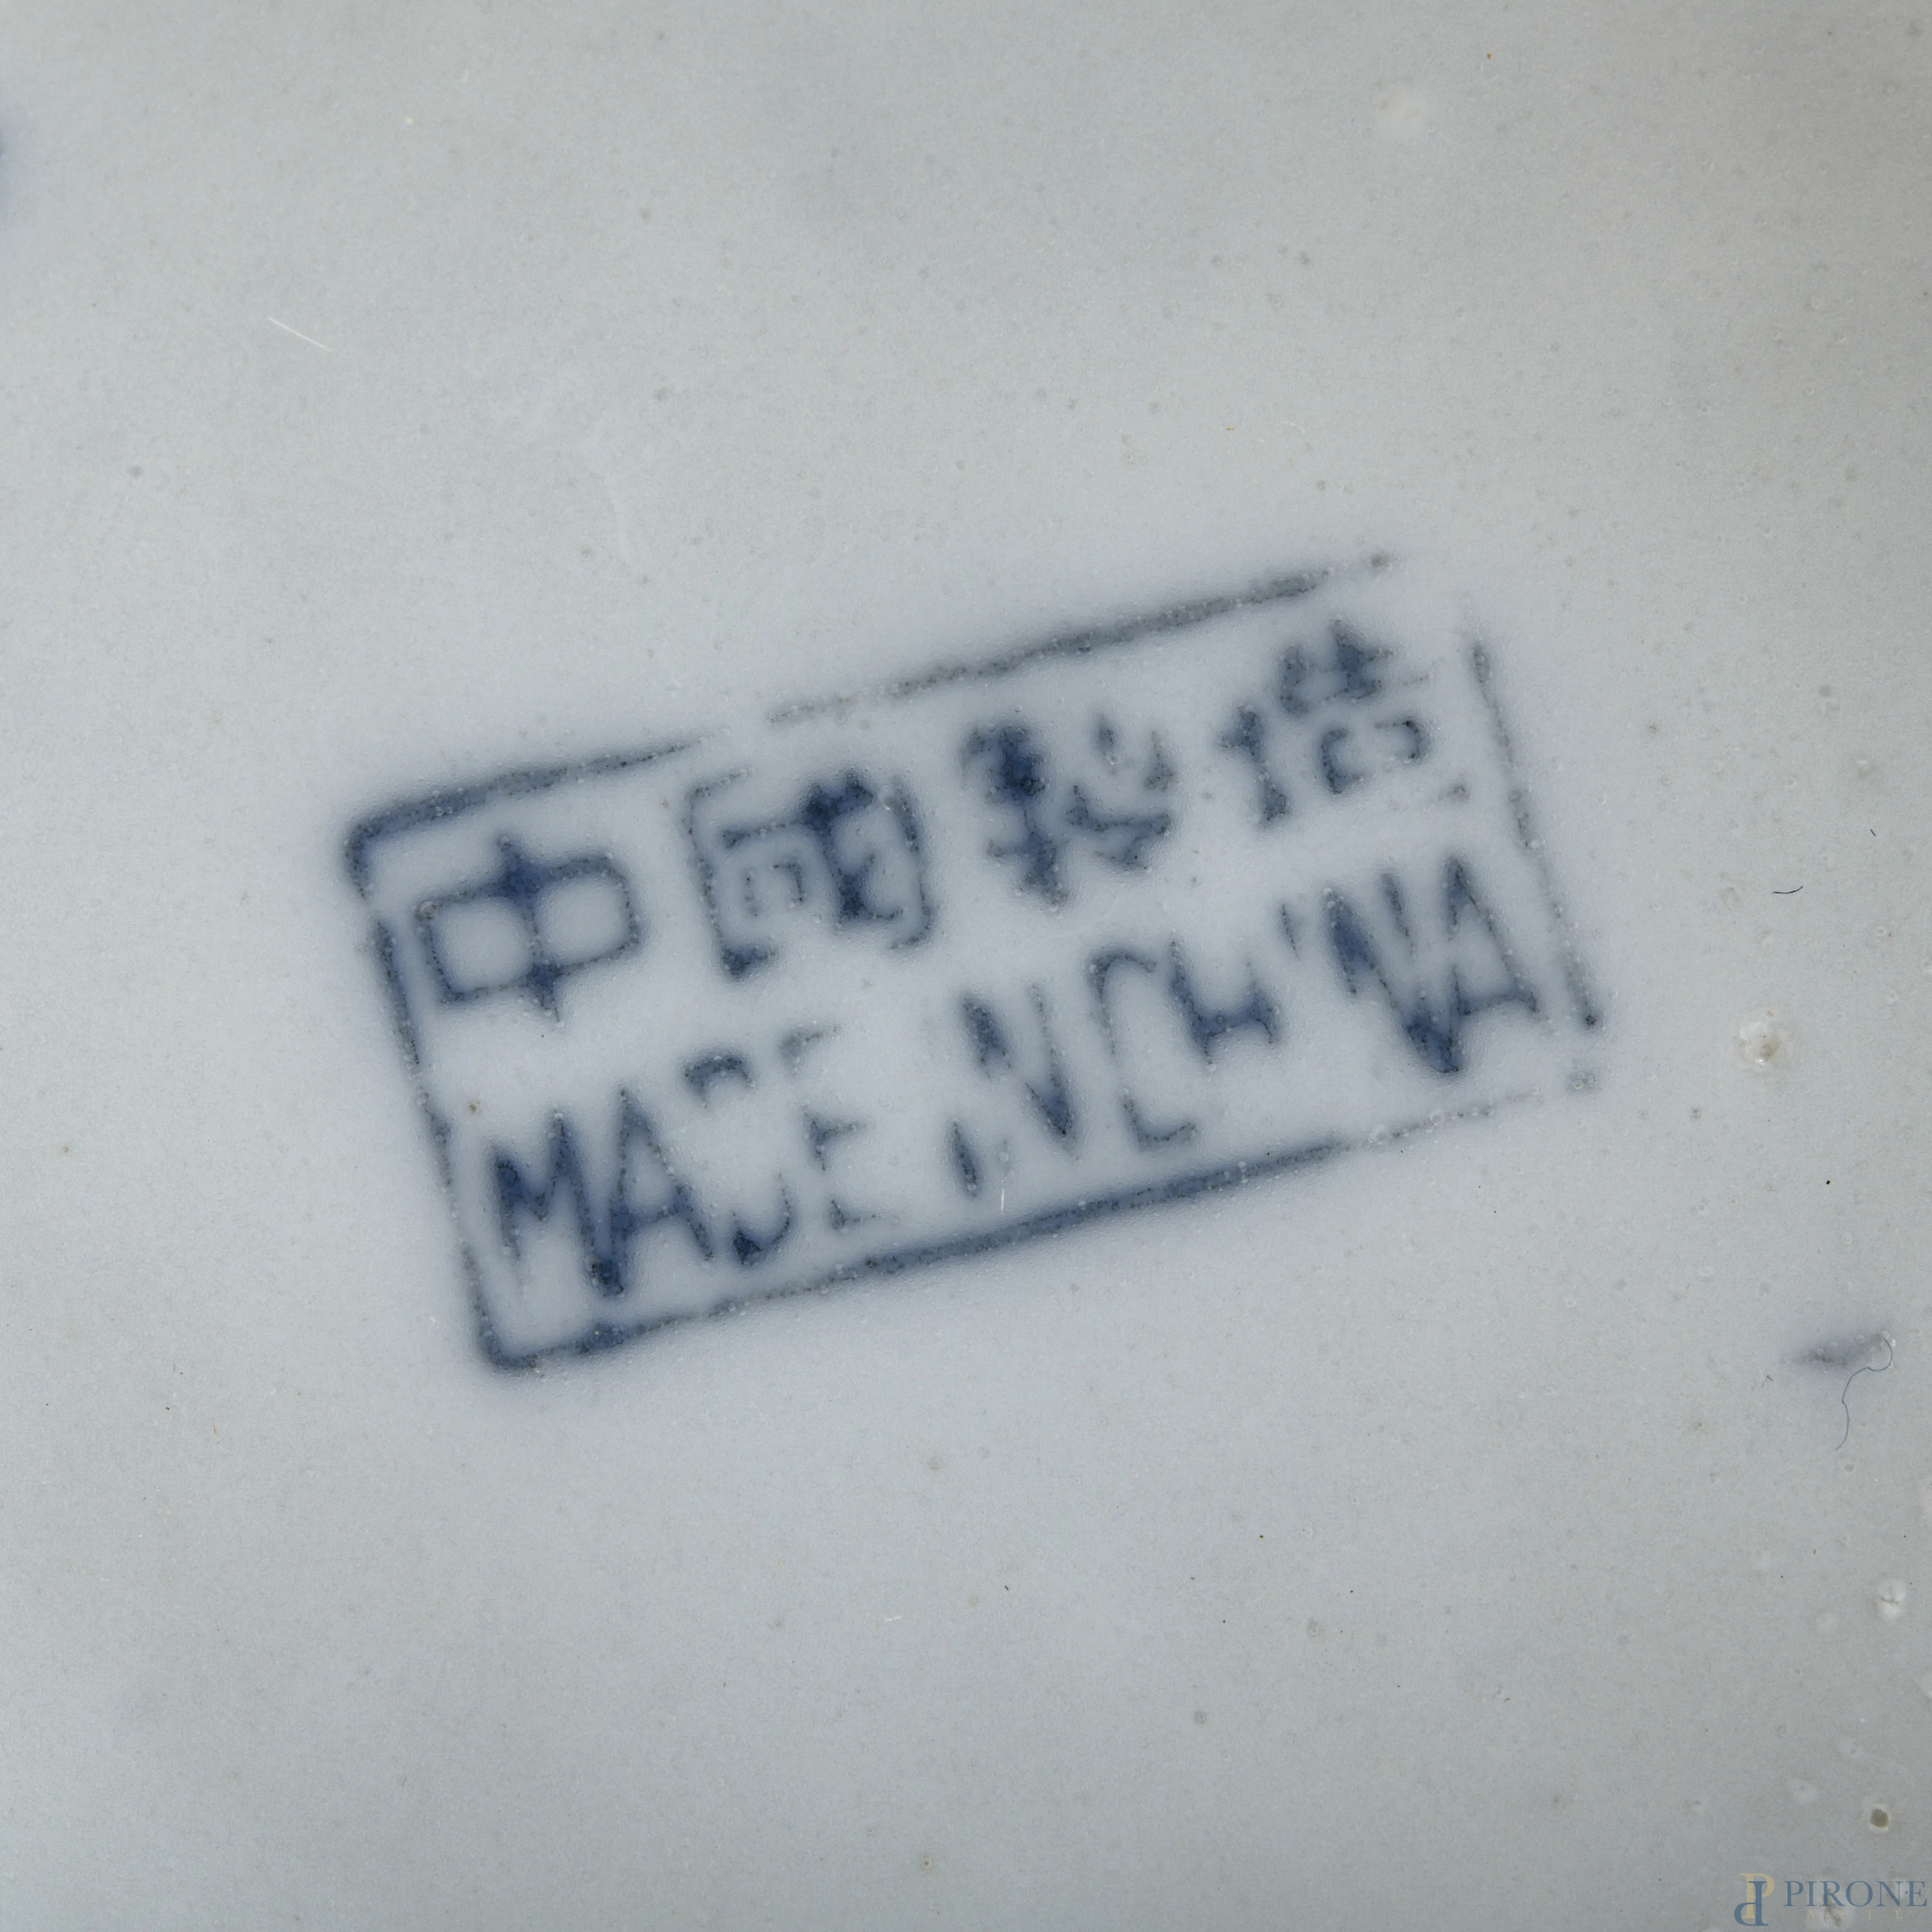 中國製造
MADE IN CHINA
PIRONE